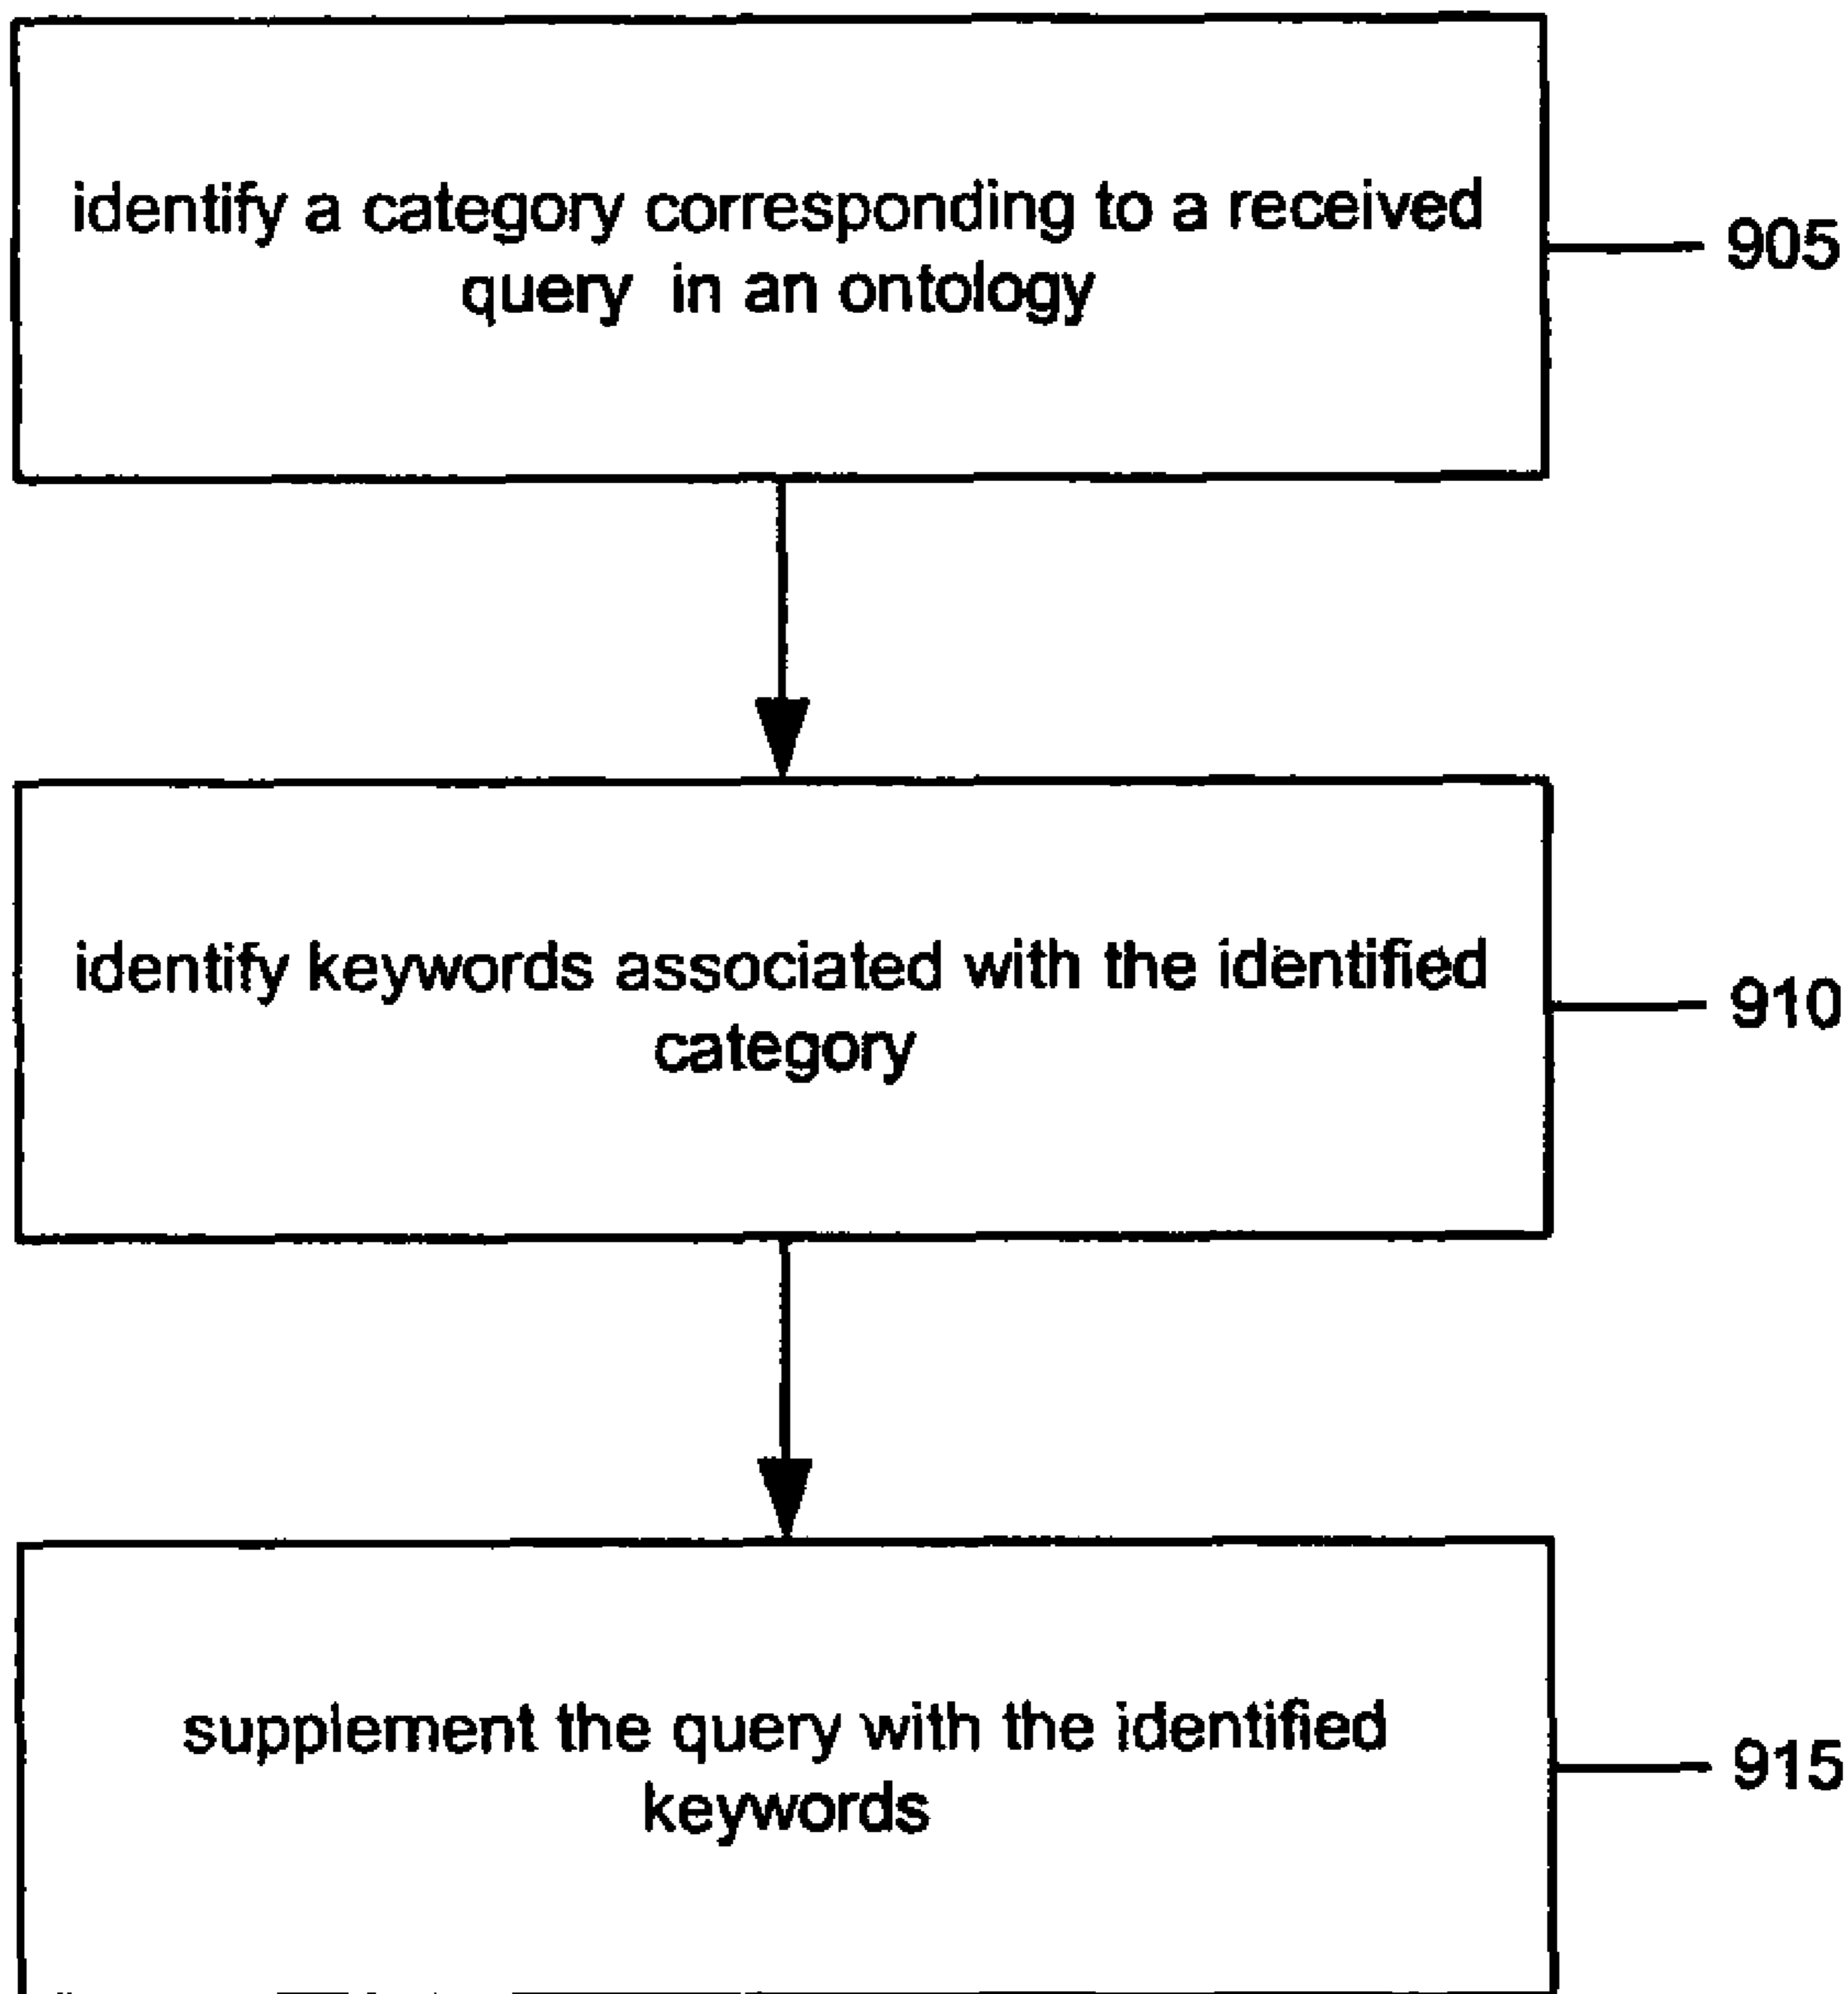 identify a category corresponding to a received
query in an ontology
905
identify keywords associated with the identified
category
910
supplement the query with the identified
keywords
915